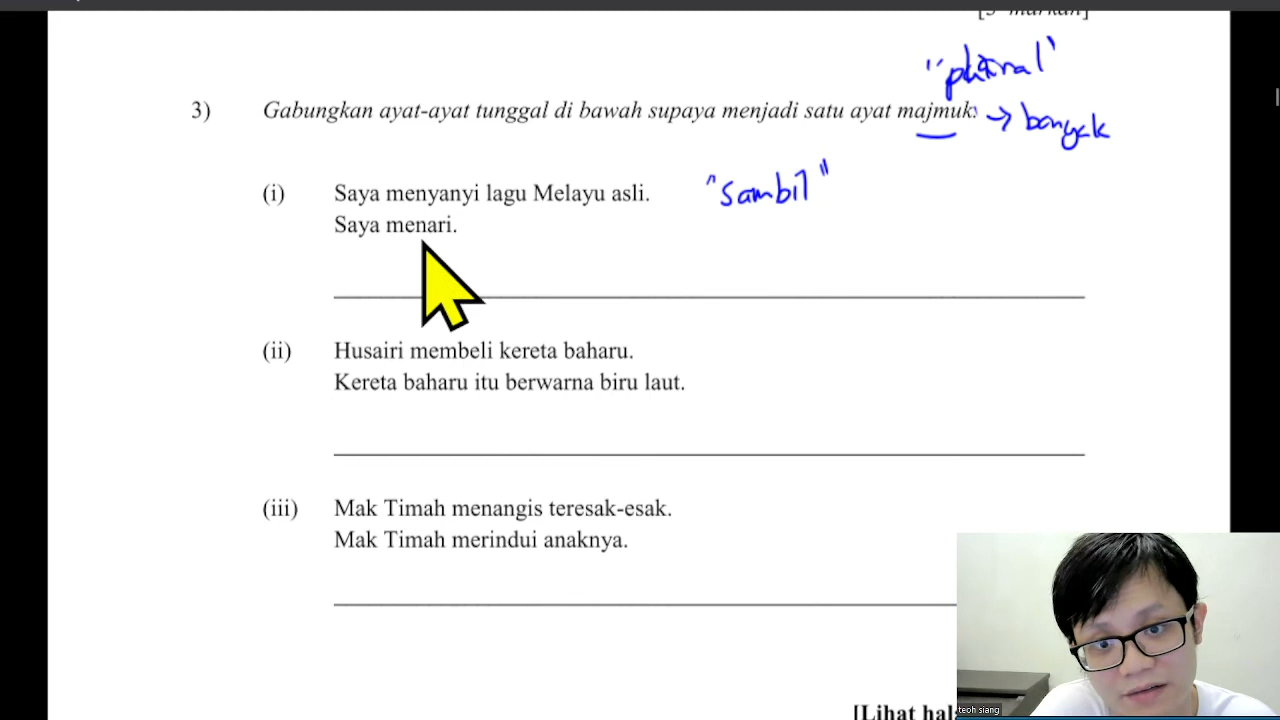 "plural"
3) Gabungkan ayat-ayat tunggal di bawah supaya menjadi satu ayat majmuk: → banyak
(i) Saya menyanyi lagu Melayu asli. "sambil"
Saya menari.
(ii) Husairi membeli kereta baharu.
Kereta baharu itu berwarna biru laut.
(iii) Mak Timah menangis teresak-esak.
Mak Timah merindui anaknya.
[Lihat
teoh siang